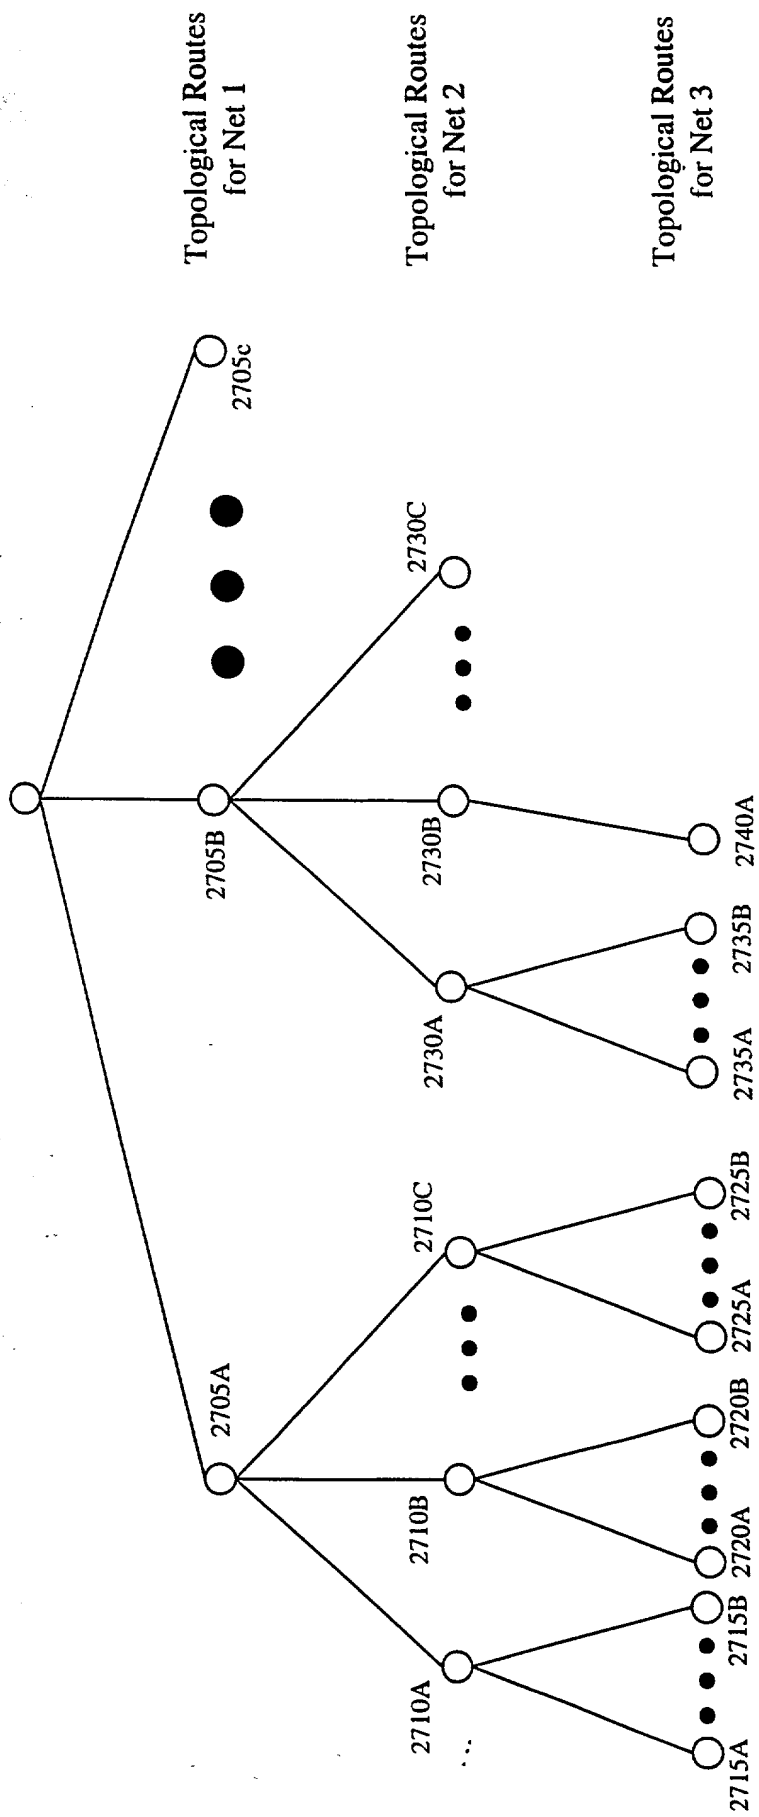 Topological Routes
for Net 1
2705A
2705B
2705c
Topological Routes
for Net 2
2710A
2710B
2710C
2730A
2730B
2730C
Topological Routes
for Net 3
2715A
2715B
2720A
2720B
2725A
2725B
2735A
2735B
2740A